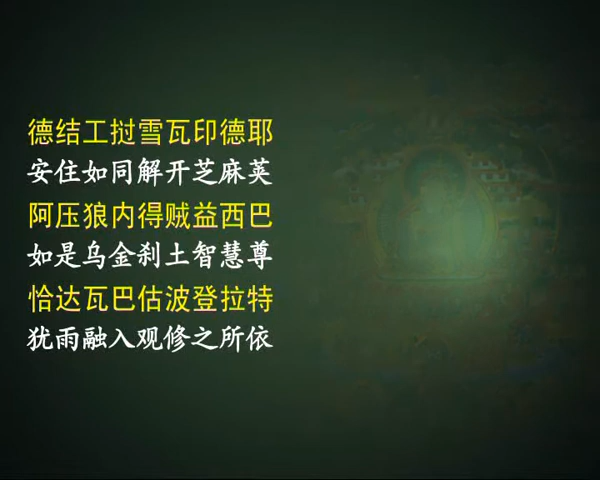 德结工挝雪瓦印德耶
安住如同解开芝麻荚
阿压狼内得贼益西巴
如是乌金刹土智慧尊
恰达瓦巴估波登拉特
犹雨融入观修之所依